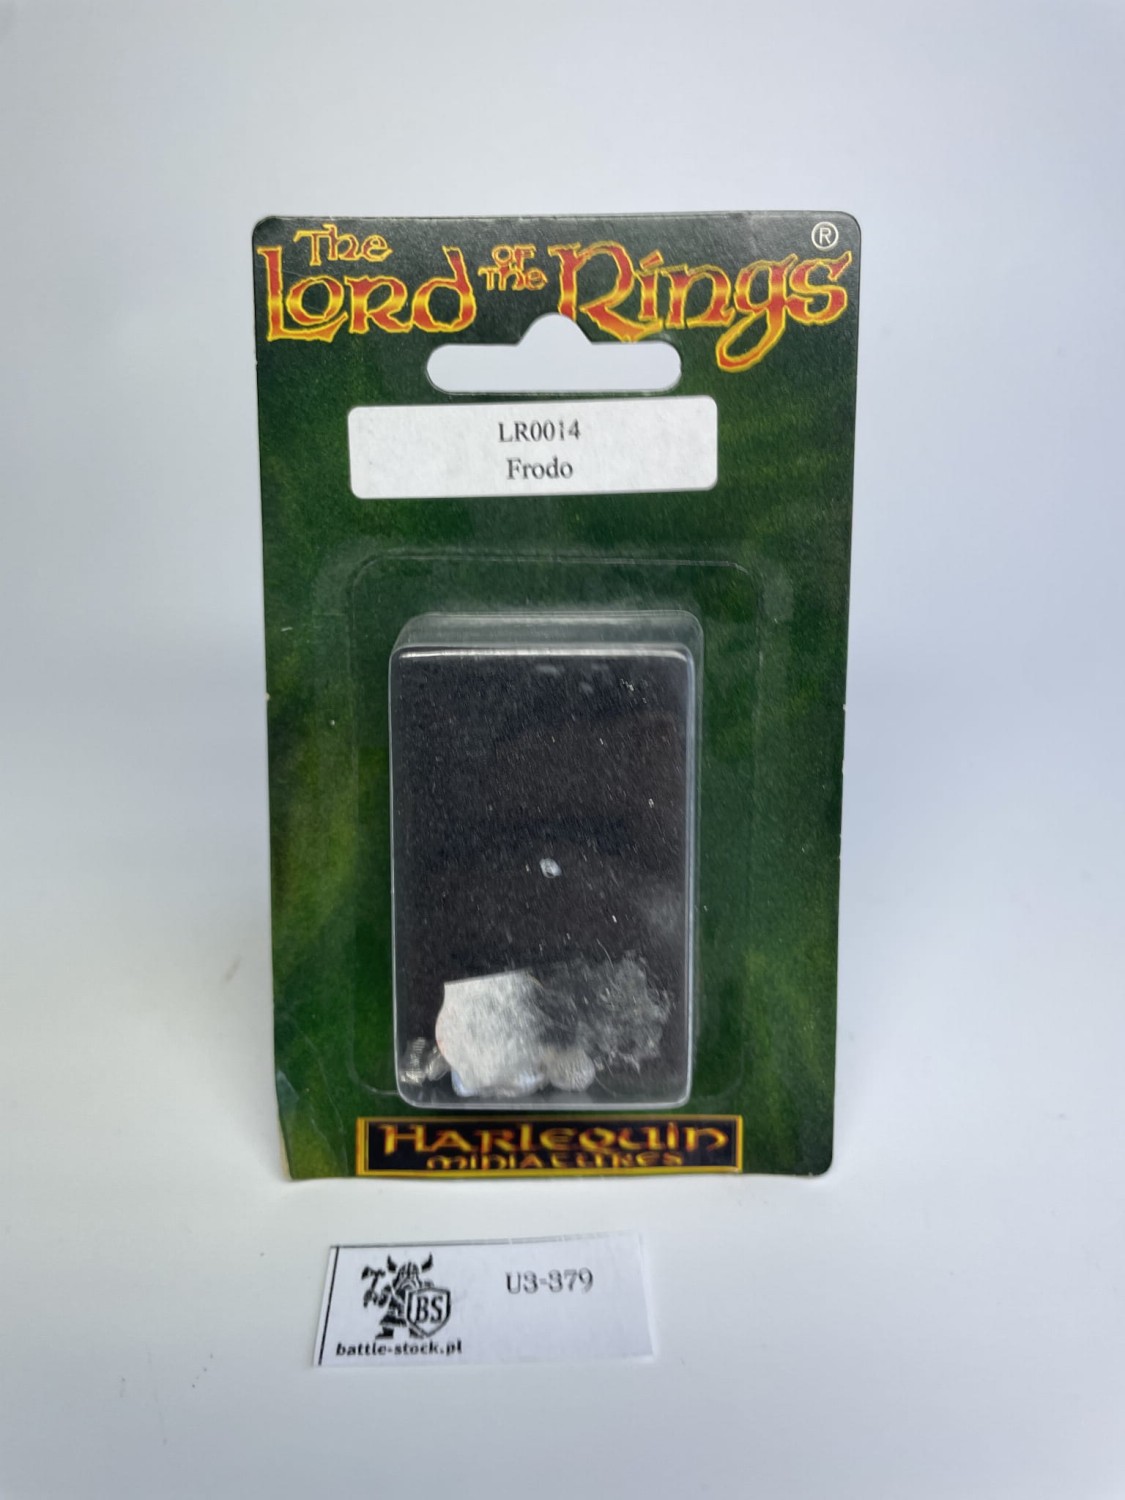 The
Lord of the Rings ®
LR0014
Frodo
Harlequin
Miniatures
BS
U3-379
battle-stock.pl